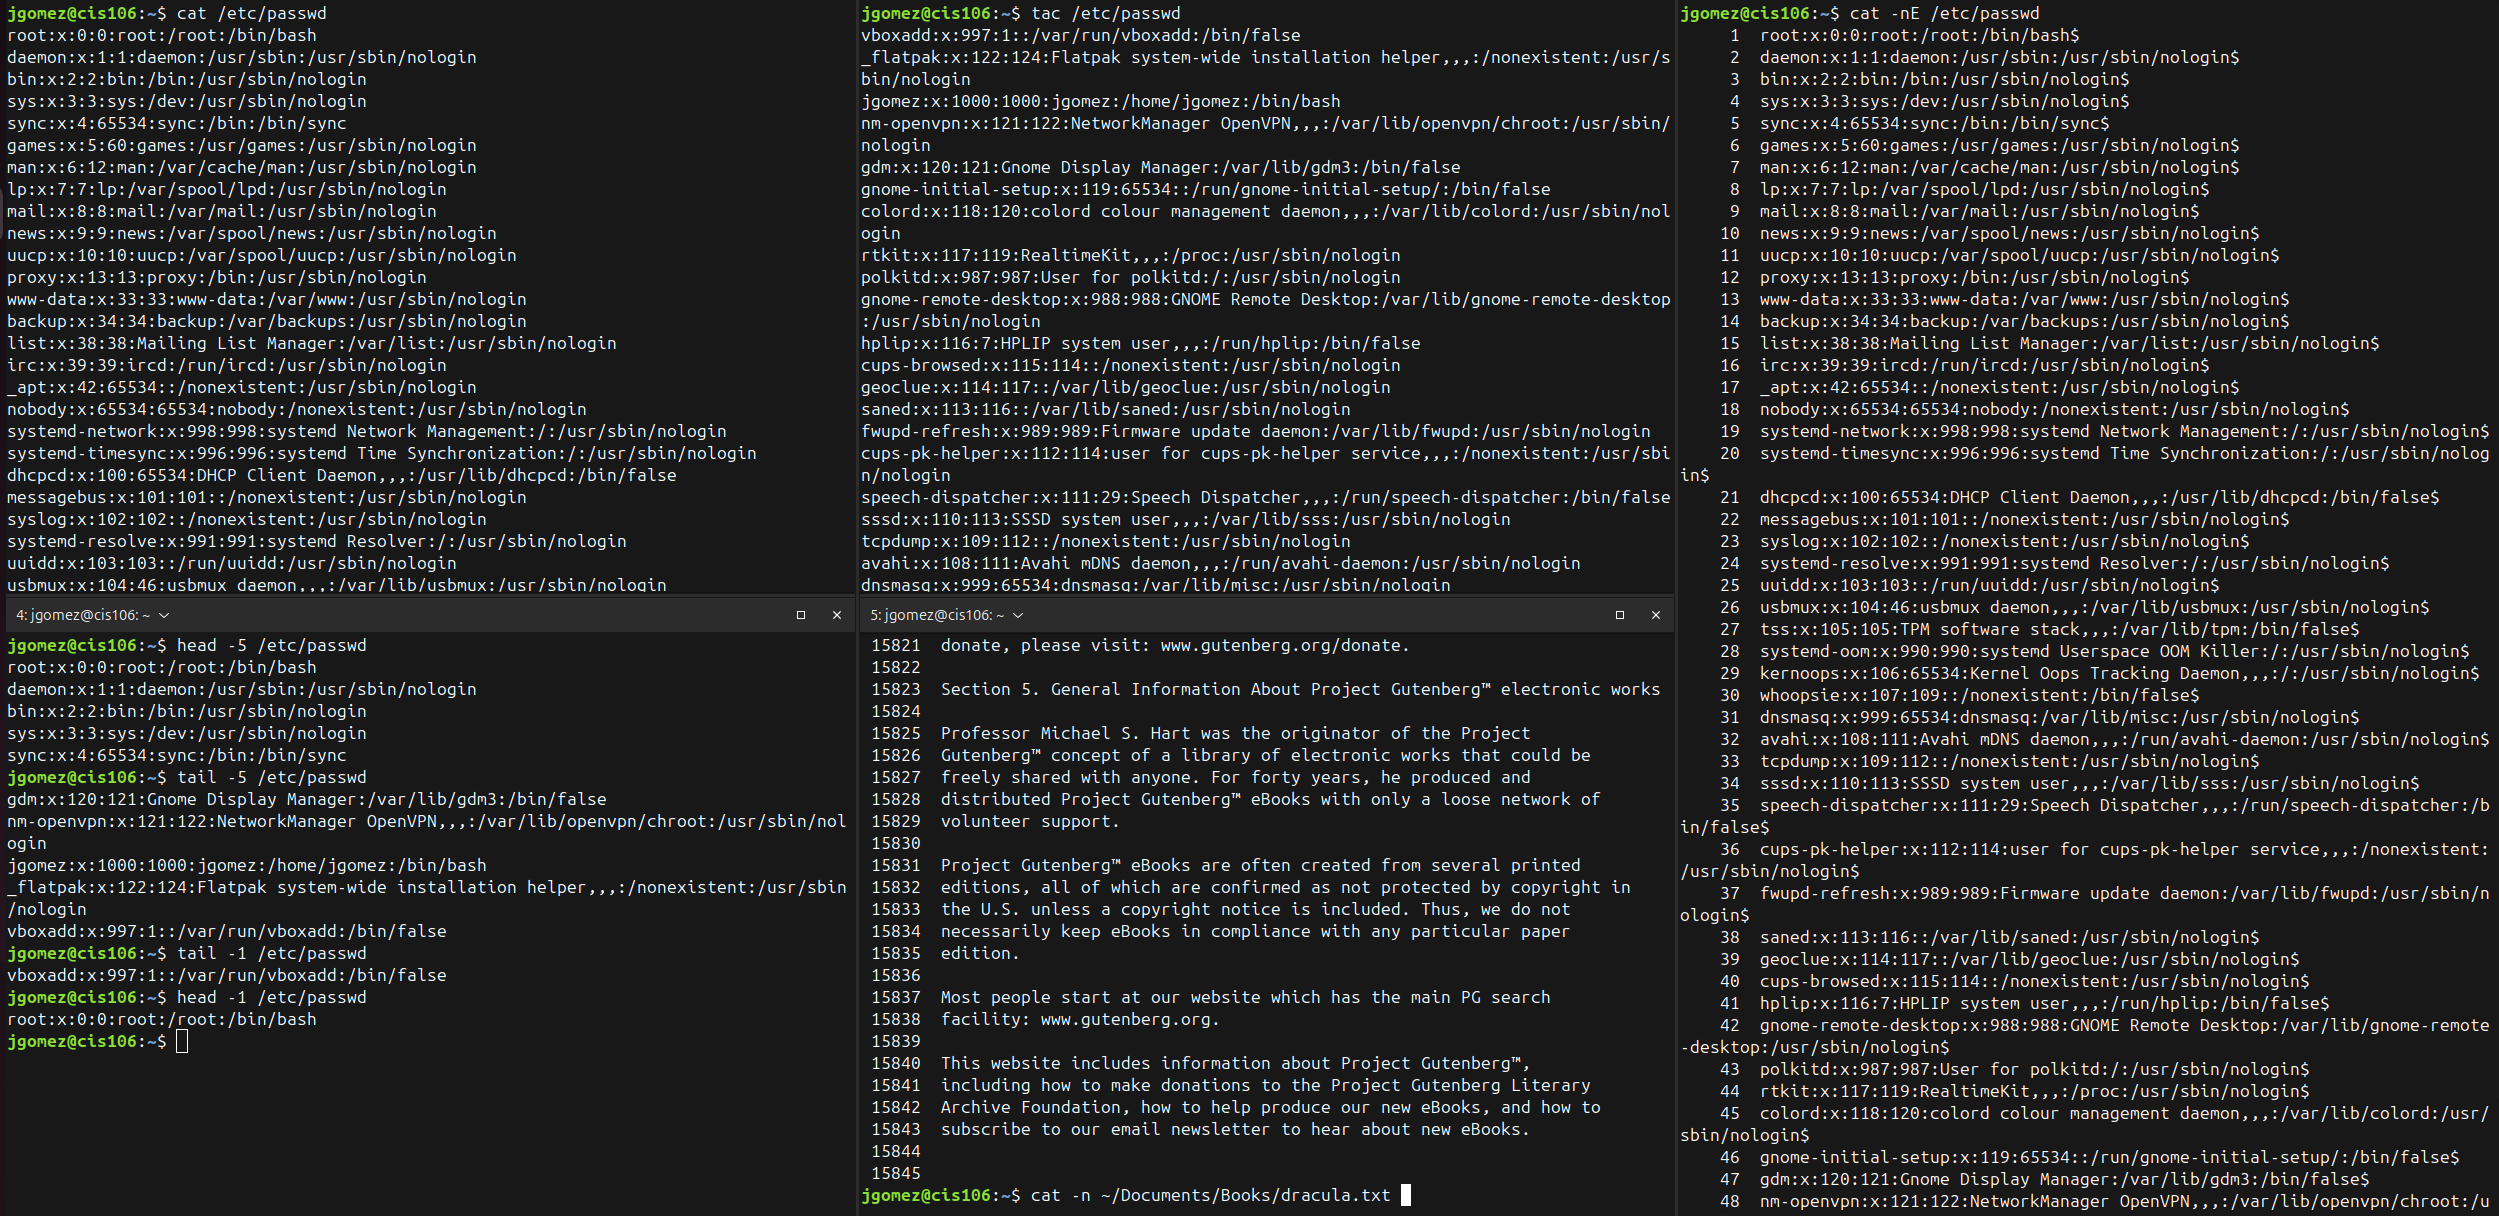 jgomez@cis106:~$ cat /etc/passwd
root:x:0:0:root:/root:/bin/bash
daemon:x:1:1:daemon:/usr/sbin:/usr/sbin/nologin
bin:x:2:2:bin:/bin:/usr/sbin/nologin
sys:x:3:3:sys:/dev:/usr/sbin/nologin
sync:x:4:65534:sync:/bin:/bin/sync
games:x:5:60:games:/usr/games:/usr/sbin/nologin
man:x:6:12:man:/var/cache/man:/usr/sbin/nologin
lp:x:7:7:lp:/var/spool/lpd:/usr/sbin/nologin
mail:x:8:8:mail:/var/mail:/usr/sbin/nologin
news:x:9:9:news:/var/spool/news:/usr/sbin/nologin
uucp:x:10:10:uucp:/var/spool/uucp:/usr/sbin/nologin
proxy:x:13:13:proxy:/bin:/usr/sbin/nologin
www-data:x:33:33:www-data:/var/www:/usr/sbin/nologin
backup:x:34:34:backup:/var/backups:/usr/sbin/nologin
list:x:38:38:Mailing List Manager:/var/list:/usr/sbin/nologin
irc:x:39:39:ircd:/run/ircd:/usr/sbin/nologin
_apt:x:42:65534::/nonexistent:/usr/sbin/nologin
nobody:x:65534:65534:nobody:/nonexistent:/usr/sbin/nologin
systemd-network:x:998:998:systemd Network Management:/:/usr/sbin/nologin
systemd-timesync:x:996:996:systemd Time Synchronization:/:/usr/sbin/nologin
dhcpcd:x:100:65534:DHCP Client Daemon,,,:/usr/lib/dhcpcd:/bin/false
messagebus:x:101:101::/nonexistent:/usr/sbin/nologin
syslog:x:102:102::/nonexistent:/usr/sbin/nologin
systemd-resolve:x:991:991:systemd Resolver:/:/usr/sbin/nologin
uuidd:x:103:103::/run/uuidd:/usr/sbin/nologin
usbmux:x:104:46:usbmux daemon,,,:/var/lib/usbmux:/usr/sbin/nologin
4: jgomez@cis106: ~
jgomez@cis106:~$ head -5 /etc/passwd
root:x:0:0:root:/root:/bin/bash
daemon:x:1:1:daemon:/usr/sbin:/usr/sbin/nologin
bin:x:2:2:bin:/bin:/usr/sbin/nologin
sys:x:3:3:sys:/dev:/usr/sbin/nologin
sync:x:4:65534:sync:/bin:/bin/sync
jgomez@cis106:~$ tail -5 /etc/passwd
gdm:x:120:121:Gnome Display Manager:/var/lib/gdm3:/bin/false
nm-openvpn:x:121:122:NetworkManager OpenVPN,,,:/var/lib/openvpn/chroot:/usr/sbin/nol
ogin
jgomez:x:1000:1000:jgomez:/home/jgomez:/bin/bash
_flatpak:x:122:124:Flatpak system-wide installation helper,,,:/nonexistent:/usr/sbin
/nologin
vboxadd:x:997:1::/var/run/vboxadd:/bin/false
jgomez@cis106:~$ tail -1 /etc/passwd
vboxadd:x:997:1::/var/run/vboxadd:/bin/false
jgomez@cis106:~$ head -1 /etc/passwd
root:x:0:0:root:/root:/bin/bash
jgomez@cis106:~$
jgomez@cis106:~$ tac /etc/passwd
vboxadd:x:997:1::/var/run/vboxadd:/bin/false
_flatpak:x:122:124:Flatpak system-wide installation helper,,,:/nonexistent:/usr/s
bin/nologin
jgomez:x:1000:1000:jgomez:/home/jgomez:/bin/bash
nm-openvpn:x:121:122:NetworkManager OpenVPN,,,:/var/lib/openvpn/chroot:/usr/sbin/
nologin
gdm:x:120:121:Gnome Display Manager:/var/lib/gdm3:/bin/false
gnome-initial-setup:x:119:65534::/run/gnome-initial-setup/:/bin/false
colord:x:118:120:colord colour management daemon,,,:/var/lib/colord:/usr/sbin/nol
ogin
rtkit:x:117:119:RealtimeKit,,,:/proc:/usr/sbin/nologin
polkitd:x:987:987:User for polkitd:/:/usr/sbin/nologin
gnome-remote-desktop:x:988:988:GNOME Remote Desktop:/var/lib/gnome-remote-desktop
:/usr/sbin/nologin
hplip:x:116:7:HPLIP system user,,,:/run/hplip:/bin/false
cups-browsed:x:115:114::/nonexistent:/usr/sbin/nologin
geoclue:x:114:117::/var/lib/geoclue:/usr/sbin/nologin
saned:x:113:116::/var/lib/saned:/usr/sbin/nologin
fwupd-refresh:x:989:989:Firmware update daemon:/var/lib/fwupd:/usr/sbin/nologin
cups-pk-helper:x:112:114:user for cups-pk-helper service,,,:/nonexistent:/usr/sbi
n/nologin
speech-dispatcher:x:111:29:Speech Dispatcher,,,:/run/speech-dispatcher:/bin/false
sssd:x:110:113:SSSD system user,,,:/var/lib/sss:/usr/sbin/nologin
tcpdump:x:109:112::/nonexistent:/usr/sbin/nologin
avahi:x:108:111:Avahi mDNS daemon,,,:/run/avahi-daemon:/usr/sbin/nologin
dnsmasq:x:999:65534:dnsmasq:/var/lib/misc:/usr/sbin/nologin
5: jgomez@cis106: ~
15821 donate, please visit: www.gutenberg.org/donate.
15822
15823 Section 5. General Information About Project Gutenberg™ electronic works
15824
15825 Professor Michael S. Hart was the originator of the Project
15826 Gutenberg™ concept of a library of electronic works that could be
15827 freely shared with anyone. For forty years, he produced and
15828 distributed Project Gutenberg™ eBooks with only a loose network of
15829 volunteer support.
15830
15831 Project Gutenberg™ eBooks are often created from several printed
15832 editions, all of which are confirmed as not protected by copyright in
15833 the U.S. unless a copyright notice is included. Thus, we do not
15834 necessarily keep eBooks in compliance with any particular paper
15835 edition.
15836
15837 Most people start at our website which has the main PG search
15838 facility: www.gutenberg.org.
15839
15840 This website includes information about Project Gutenberg™,
15841 including how to make donations to the Project Gutenberg Literary
15842 Archive Foundation, how to help produce our new eBooks, and how to
15843 subscribe to our email newsletter to hear about new eBooks.
15844
15845
jgomez@cis106:~$ cat -n ~/Documents/Books/dracula.txt
jgomez@cis106:~$ cat -nE /etc/passwd
1 root:x:0:0:root:/root:/bin/bash$
2 daemon:x:1:1:daemon:/usr/sbin:/usr/sbin/nologin$
3 bin:x:2:2:bin:/bin:/usr/sbin/nologin$
4 sys:x:3:3:sys:/dev:/usr/sbin/nologin$
5 sync:x:4:65534:sync:/bin:/bin/sync$
6 games:x:5:60:games:/usr/games:/usr/sbin/nologin$
7 man:x:6:12:man:/var/cache/man:/usr/sbin/nologin$
8 lp:x:7:7:lp:/var/spool/lpd:/usr/sbin/nologin$
9 mail:x:8:8:mail:/var/mail:/usr/sbin/nologin$
10 news:x:9:9:news:/var/spool/news:/usr/sbin/nologin$
11 uucp:x:10:10:uucp:/var/spool/uucp:/usr/sbin/nologin$
12 proxy:x:13:13:proxy:/bin:/usr/sbin/nologin$
13 www-data:x:33:33:www-data:/var/www:/usr/sbin/nologin$
14 backup:x:34:34:backup:/var/backups:/usr/sbin/nologin$
15 list:x:38:38:Mailing List Manager:/var/list:/usr/sbin/nologin$
16 irc:x:39:39:ircd:/run/ircd:/usr/sbin/nologin$
17 _apt:x:42:65534::/nonexistent:/usr/sbin/nologin$
18 nobody:x:65534:65534:nobody:/nonexistent:/usr/sbin/nologin$
19 systemd-network:x:998:998:systemd Network Management:/:/usr/sbin/nologin$
20 systemd-timesync:x:996:996:systemd Time Synchronization:/:/usr/sbin/nolog
in$
21 dhcpcd:x:100:65534:DHCP Client Daemon,,,:/usr/lib/dhcpcd:/bin/false$
22 messagebus:x:101:101::/nonexistent:/usr/sbin/nologin$
23 syslog:x:102:102::/nonexistent:/usr/sbin/nologin$
24 systemd-resolve:x:991:991:systemd Resolver:/:/usr/sbin/nologin$
25 uuidd:x:103:103::/run/uuidd:/usr/sbin/nologin$
26 usbmux:x:104:46:usbmux daemon,,,:/var/lib/usbmux:/usr/sbin/nologin$
27 tss:x:105:105:TPM software stack,,,:/var/lib/tpm:/bin/false$
28 systemd-oom:x:990:990:systemd Userspace OOM Killer:/:/usr/sbin/nologin$
29 kernoops:x:106:65534:Kernel Oops Tracking Daemon,,,:/:/usr/sbin/nologin$
30 whoopsie:x:107:109::/nonexistent:/bin/false$
31 dnsmasq:x:999:65534:dnsmasq:/var/lib/misc:/usr/sbin/nologin$
32 avahi:x:108:111:Avahi mDNS daemon,,,:/run/avahi-daemon:/usr/sbin/nologin$
33 tcpdump:x:109:112::/nonexistent:/usr/sbin/nologin$
34 sssd:x:110:113:SSSD system user,,,:/var/lib/sss:/usr/sbin/nologin$
35 speech-dispatcher:x:111:29:Speech Dispatcher,,,:/run/speech-dispatcher:/b
in/false$
36 cups-pk-helper:x:112:114:user for cups-pk-helper service,,,:/nonexistent:
/usr/sbin/nologin$
37 fwupd-refresh:x:989:989:Firmware update daemon:/var/lib/fwupd:/usr/sbin/n
ologin$
38 saned:x:113:116::/var/lib/saned:/usr/sbin/nologin$
39 geoclue:x:114:117::/var/lib/geoclue:/usr/sbin/nologin$
40 cups-browsed:x:115:114::/nonexistent:/usr/sbin/nologin$
41 hplip:x:116:7:HPLIP system user,,,:/run/hplip:/bin/false$
42 gnome-remote-desktop:x:988:988:GNOME Remote Desktop:/var/lib/gnome-remote
-desktop:/usr/sbin/nologin$
43 polkitd:x:987:987:User for polkitd:/:/usr/sbin/nologin$
44 rtkit:x:117:119:RealtimeKit,,,:/proc:/usr/sbin/nologin$
45 colord:x:118:120:colord colour management daemon,,,:/var/lib/colord:/usr/
sbin/nologin$
46 gnome-initial-setup:x:119:65534::/run/gnome-initial-setup/:/bin/false$
47 gdm:x:120:121:Gnome Display Manager:/var/lib/gdm3:/bin/false$
48 nm-openvpn:x:121:122:NetworkManager OpenVPN,,,:/var/lib/openvpn/chroot:/u